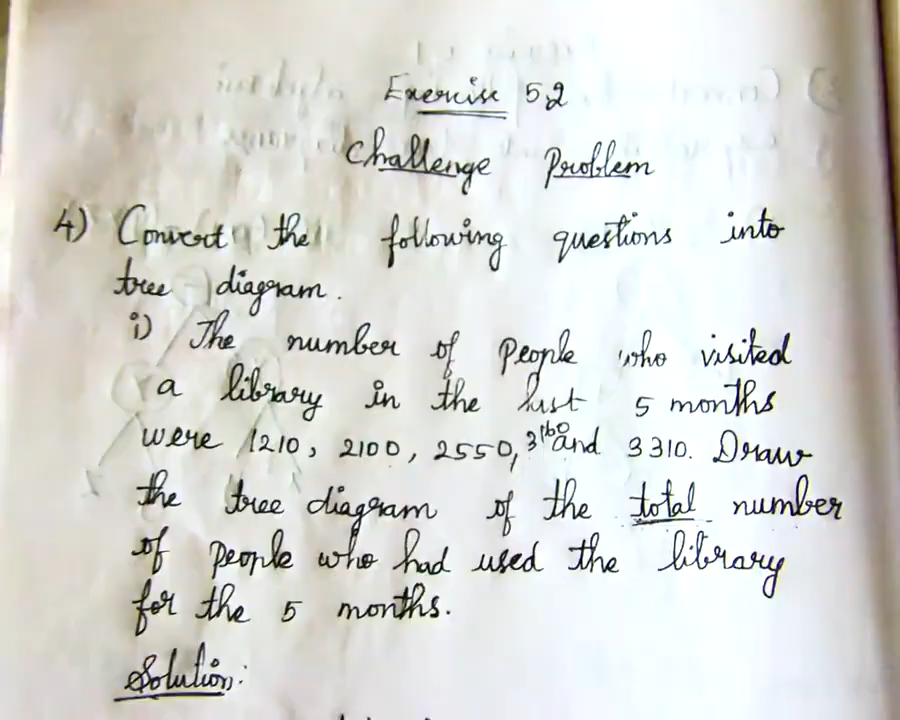 Exercise 5.2
Challenge Problem
4) Convert the following questions into
tree diagram.
i) The number of people who visited
a library in the last 5 months
were 1210, 2100, 2550, 3160 and 3310. Draw
the tree diagram of the total number
of people who had used the library
for the 5 months.
Solution: